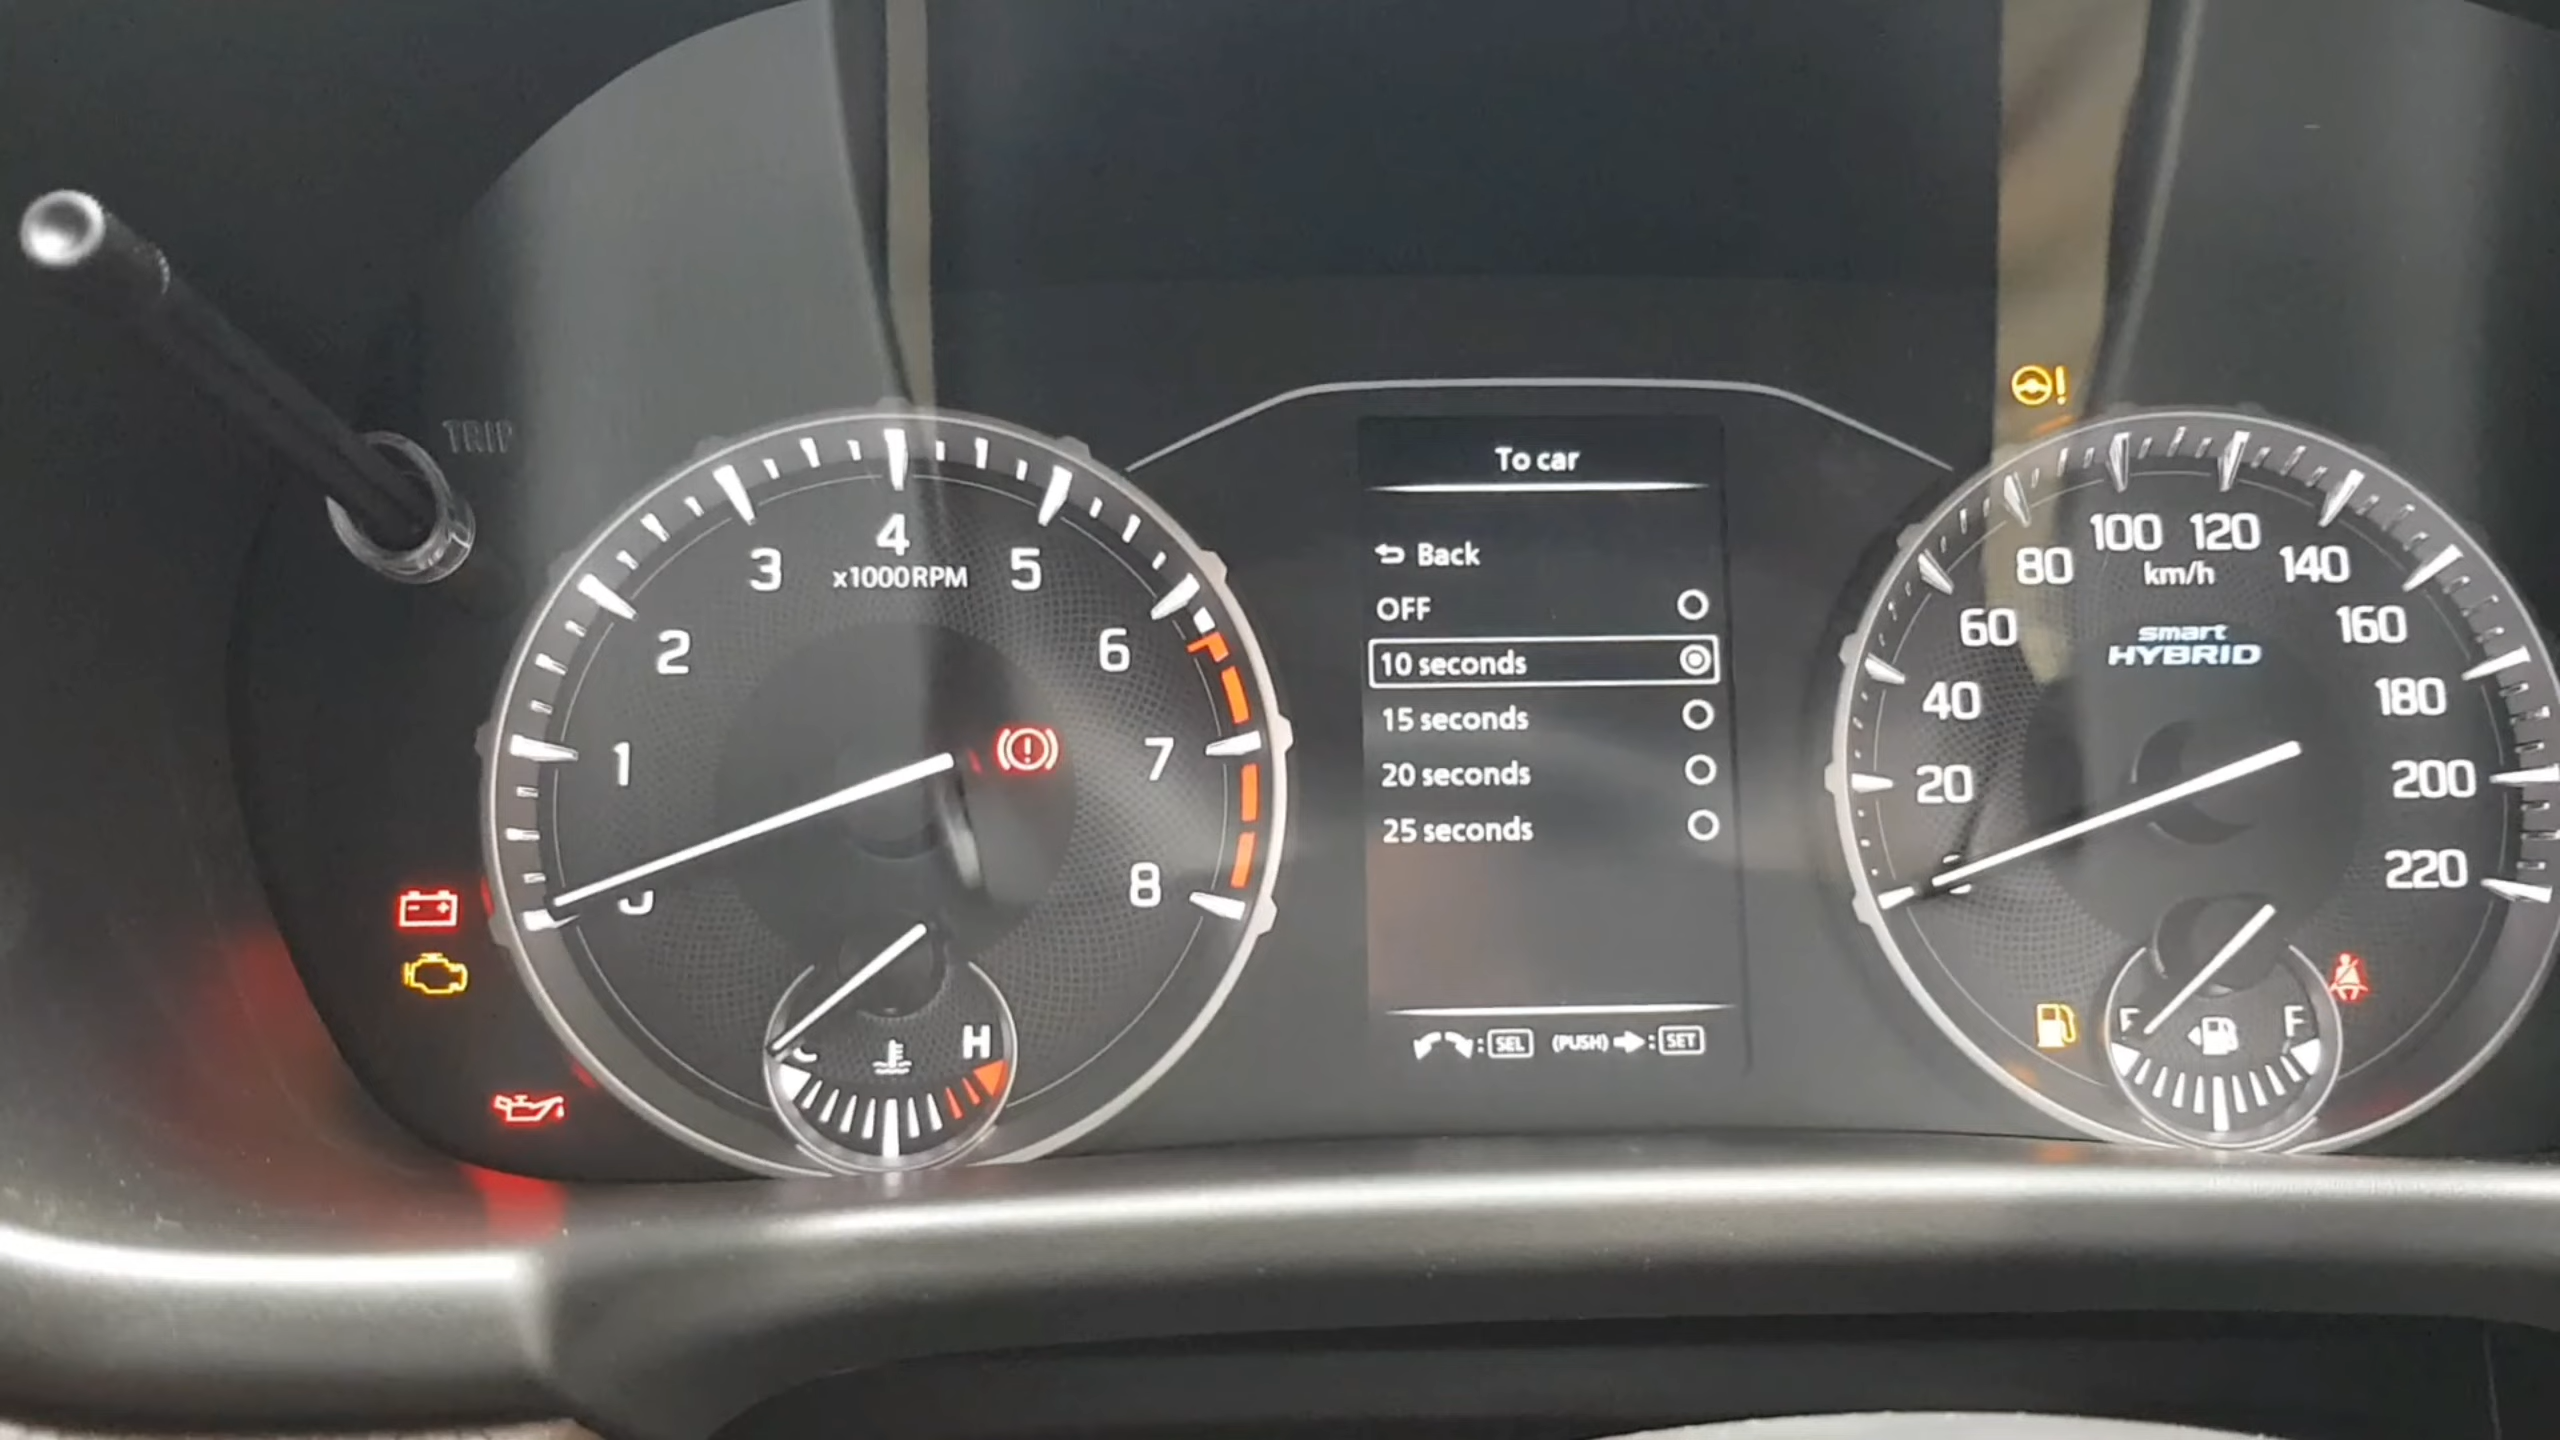 TRIP
0
1
2
3
4
5
6
7
8
x1000RPM
H
To car
Back
OFF
10 seconds
15 seconds
20 seconds
25 seconds
: SEL (PUSH) : SET
20
40
60
80
100
120
140
160
180
200
220
km/h
smart
HYBRID
F